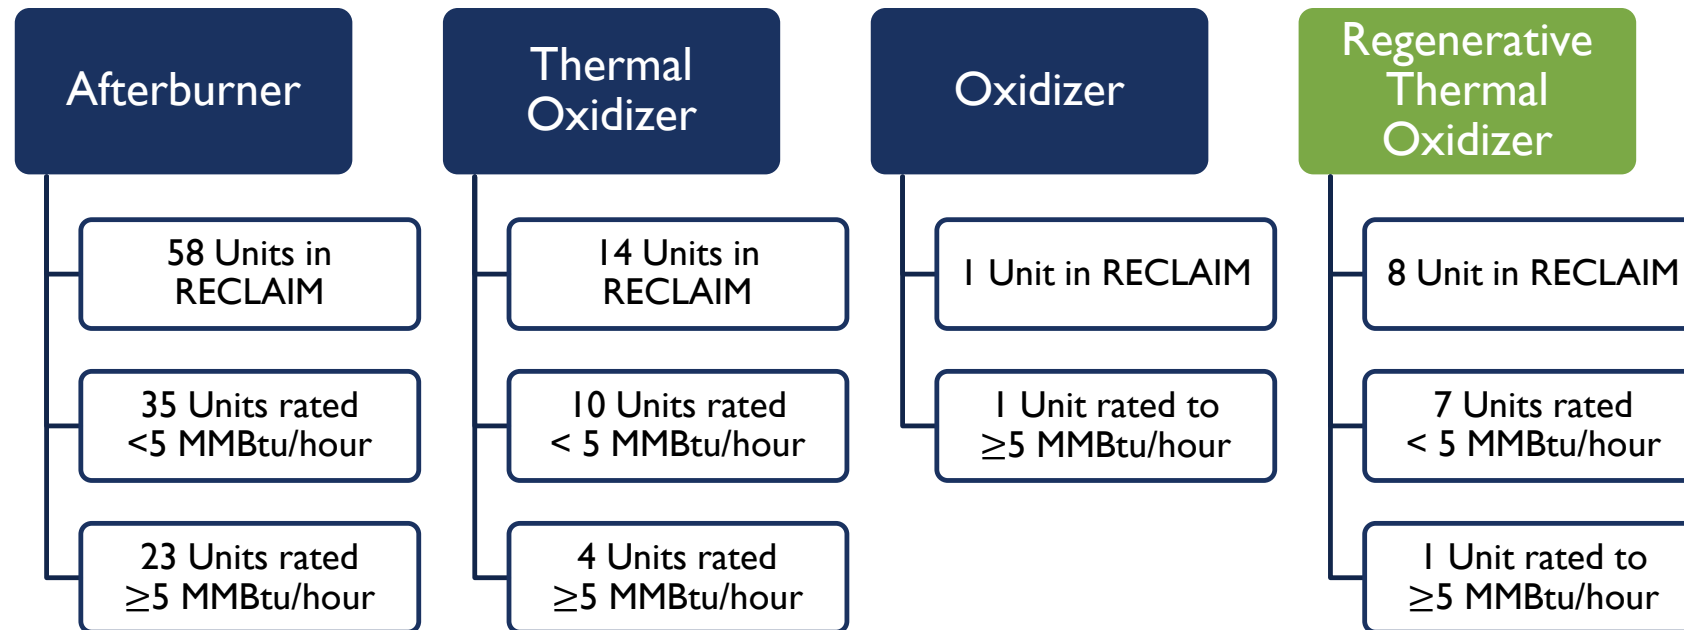 Afterburner
58 Units in
RECLAIM
35 Units rated
<5 MMBtu/hour
23 Units rated
≥5 MMBtu/hour
Thermal
Oxidizer
14 Units in
RECLAIM
10 Units rated
< 5 MMBtu/hour
4 Units rated
≥5 MMBtu/hour
Oxidizer
1 Unit in RECLAIM
1 Unit rated to
≥5 MMBtu/hour
Regenerative
Thermal
Oxidizer
8 Unit in RECLAIM
7 Units rated
< 5 MMBtu/hour
1 Unit rated to
≥5 MMBtu/hour